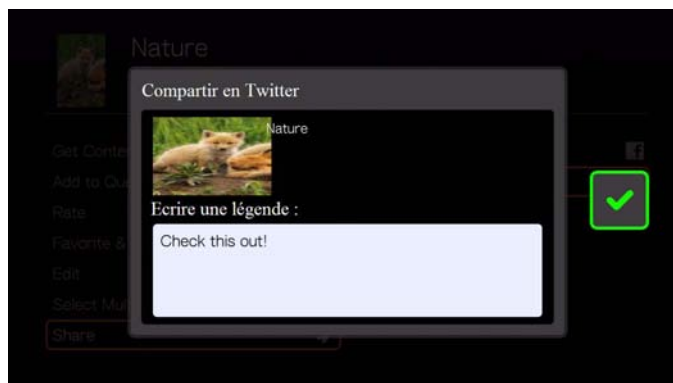 Nature
Compartir en Twitter
Nature
Ecrire une légende :
Check this out!
Get Conte
Add to Qu
Rate
Favorite &
Edit
Select Mul
Share